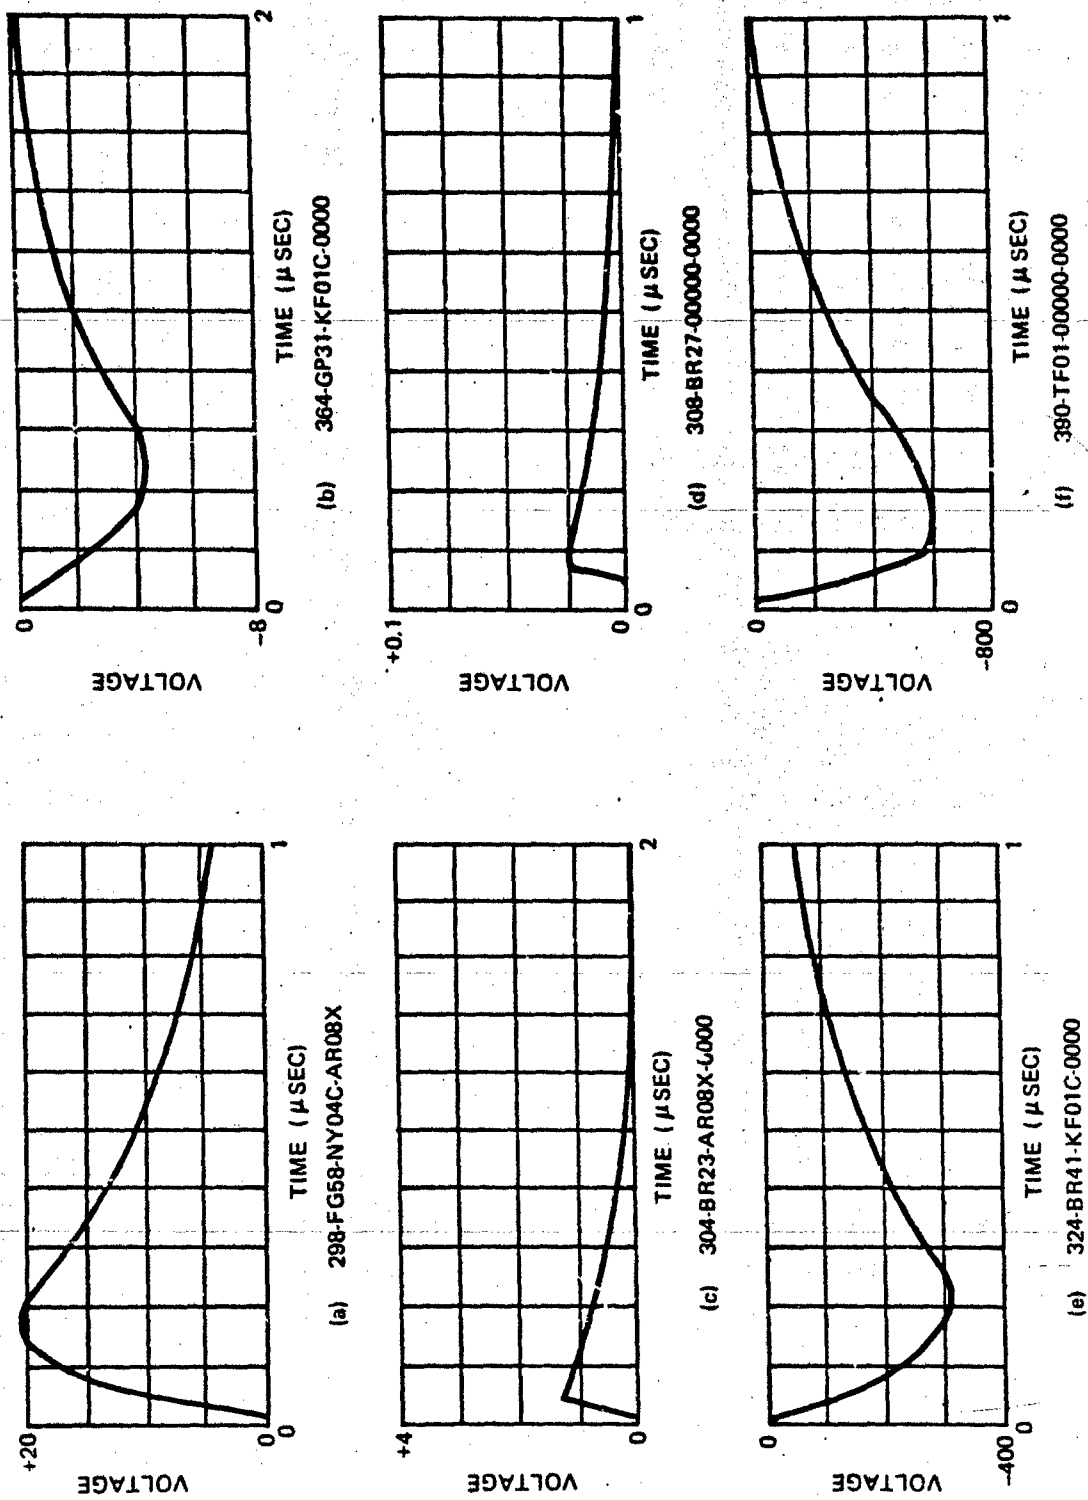 +20
0
VOLTAGE
0
1
TIME (μSEC)
(a) 298-FG58-NY04C-AR08X
0
-8
VOLTAGE
0
2
TIME (μSEC)
(b) 364-GP31-KF01C-0000
+4
0
VOLTAGE
2
TIME (μSEC)
(c) 304-BR23-AR08X-0000
+0.1
0
VOLTAGE
0
1
TIME (μSEC)
(d) 308-BR27-00000-0000
0
-400
VOLTAGE
0
1
TIME (μSEC)
(e) 324-BR41-KF01C-0000
0
-800
VOLTAGE
0
1
TIME (μSEC)
(f) 390-TF01-00000-0000